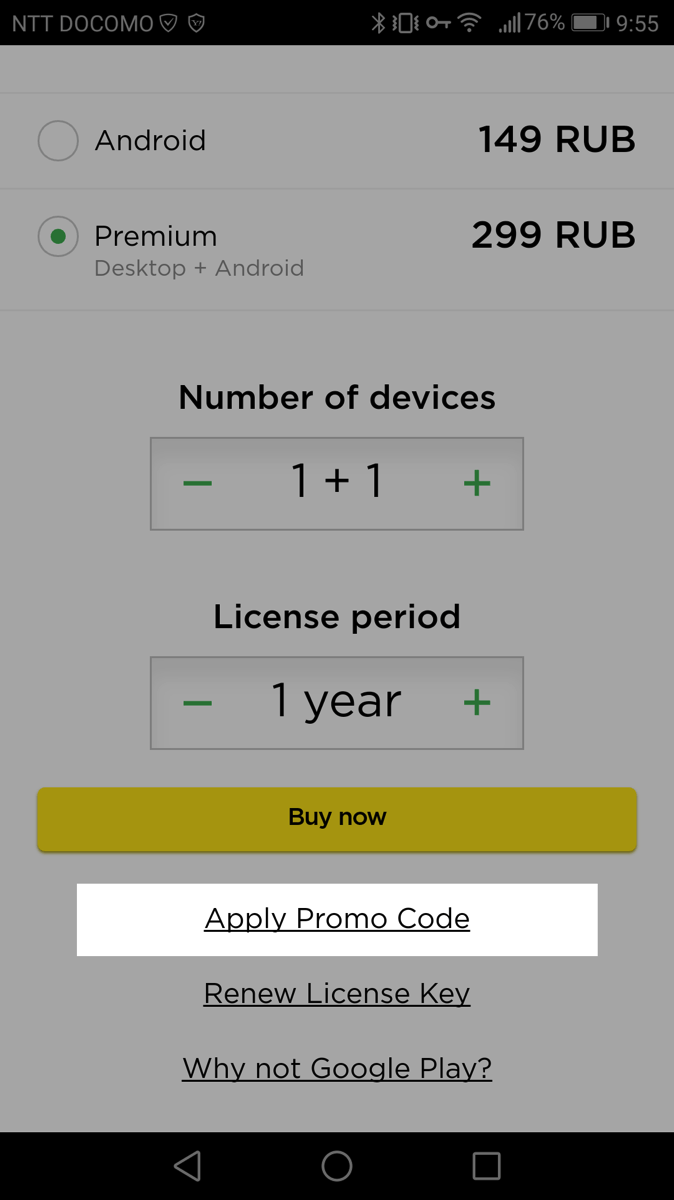 NTT DOCOMO 76% 9:55
Android 149 RUB
Premium 299 RUB
Desktop + Android
Number of devices
− 1 + 1 +
License period
− 1 year +
Buy now
Apply Promo Code
Renew License Key
Why not Google Play?